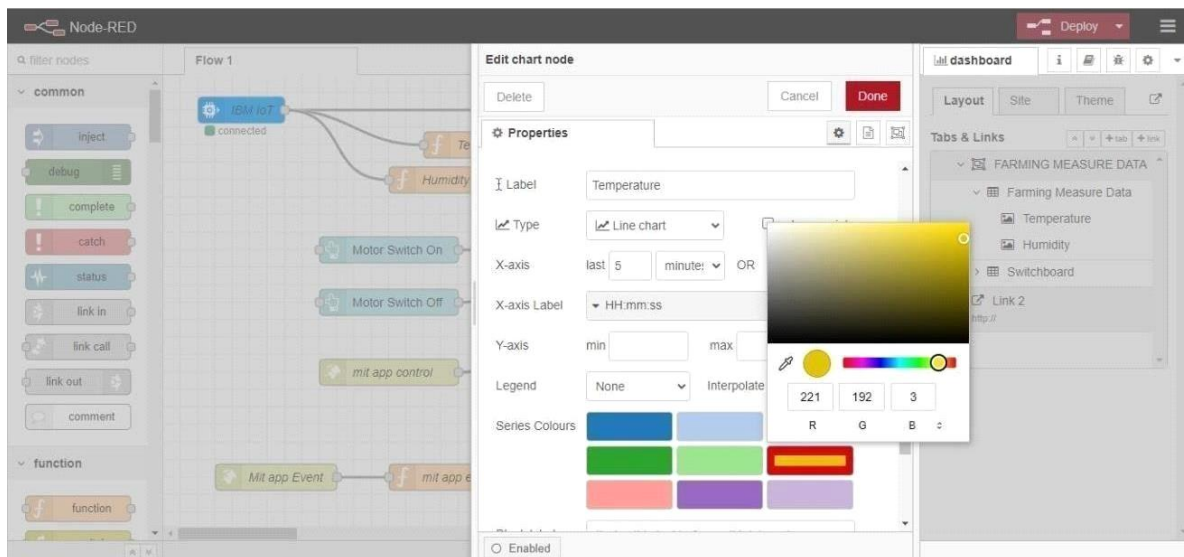 Node-RED
Deploy
filter nodes
Flow 1
common
inject
debug
complete
catch
status
link in
link call
link out
comment
function
function
IBM IoT
connected
Te
Humidity
Motor Switch On
Motor Switch Off
mit app control
Mit app Event
mit app e
Edit chart node
Delete
Cancel
Done
Properties
Label
Temperature
Type
Line chart
X-axis
last
5
minutes
OR
X-axis Label
HH:mm:ss
Y-axis
min
max
Legend
None
Interpolate
Series Colours
221
192
3
R
G
B
Enabled
dashboard
i
Layout
Site
Theme
Tabs & Links
tab
link
FARMING MEASURE DATA
Farming Measure Data
Temperature
Humidity
Switchboard
Link 2
http://